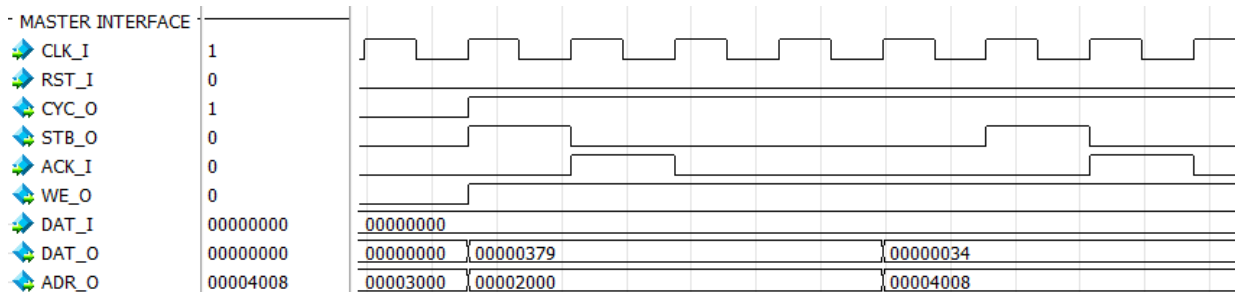 MASTER INTERFACE
CLK_I 1
RST_I 0
CYC_O 1
STB_O 0
ACK_I 0
WE_O 0
DAT_I 00000000 00000000
DAT_O 00000000 00000000 00000379 00000034
ADR_O 00004008 00003000 00002000 00004008